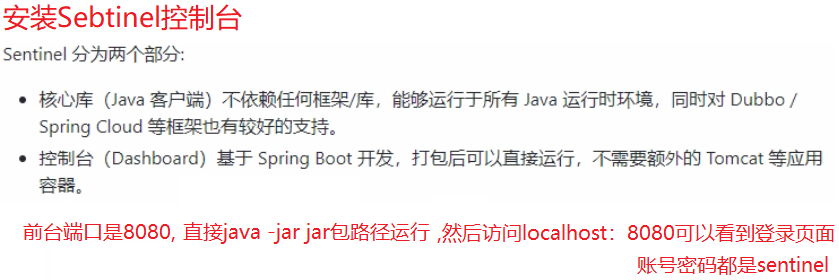 安装Sebtinel控制台
Sentinel 分为两个部分:
• 核心库（Java 客户端）不依赖任何框架/库，能够运行于所有 Java 运行时环境，同时对 Dubbo /
Spring Cloud 等框架也有较好的支持。
• 控制台（Dashboard）基于 Spring Boot 开发，打包后可以直接运行，不需要额外的 Tomcat 等应用
容器。
前台端口是8080, 直接java -jar jar包路径运行 ,然后访问localhost：8080可以看到登录页面
账号密码都是sentinel